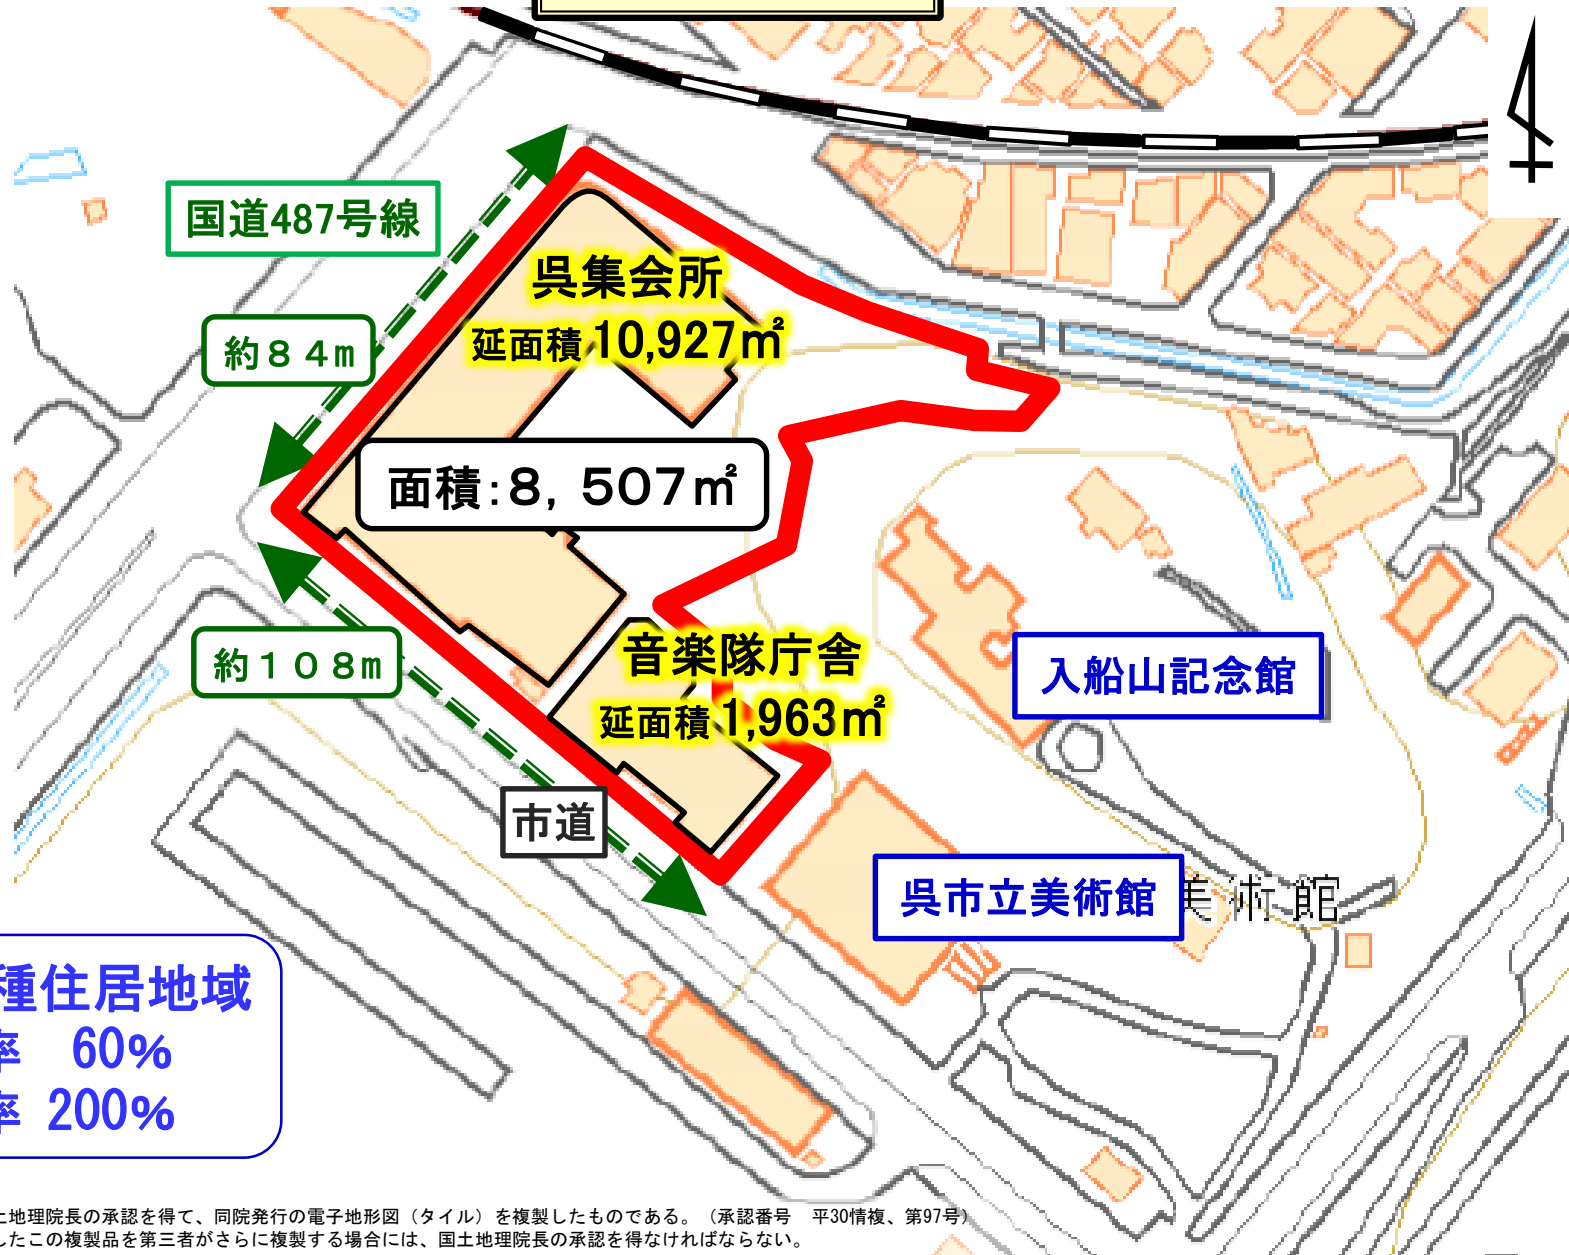 国道487号線
呉集会所
延面積 10,927㎡
約８４m
面積:８，５０７㎡
音楽隊庁舎
延面積 1,963㎡
約１０８m
入船山記念館
市道
呉市立美術館
美術館
種住居地域
率 60%
率 200%
土地理院長の承認を得て、同院発行の電子地形図（タイル）を複製したものである。（承認番号 平30情複、第97号）
したこの複製品を第三者がさらに複製する場合には、国土地理院長の承認を得なければならない。